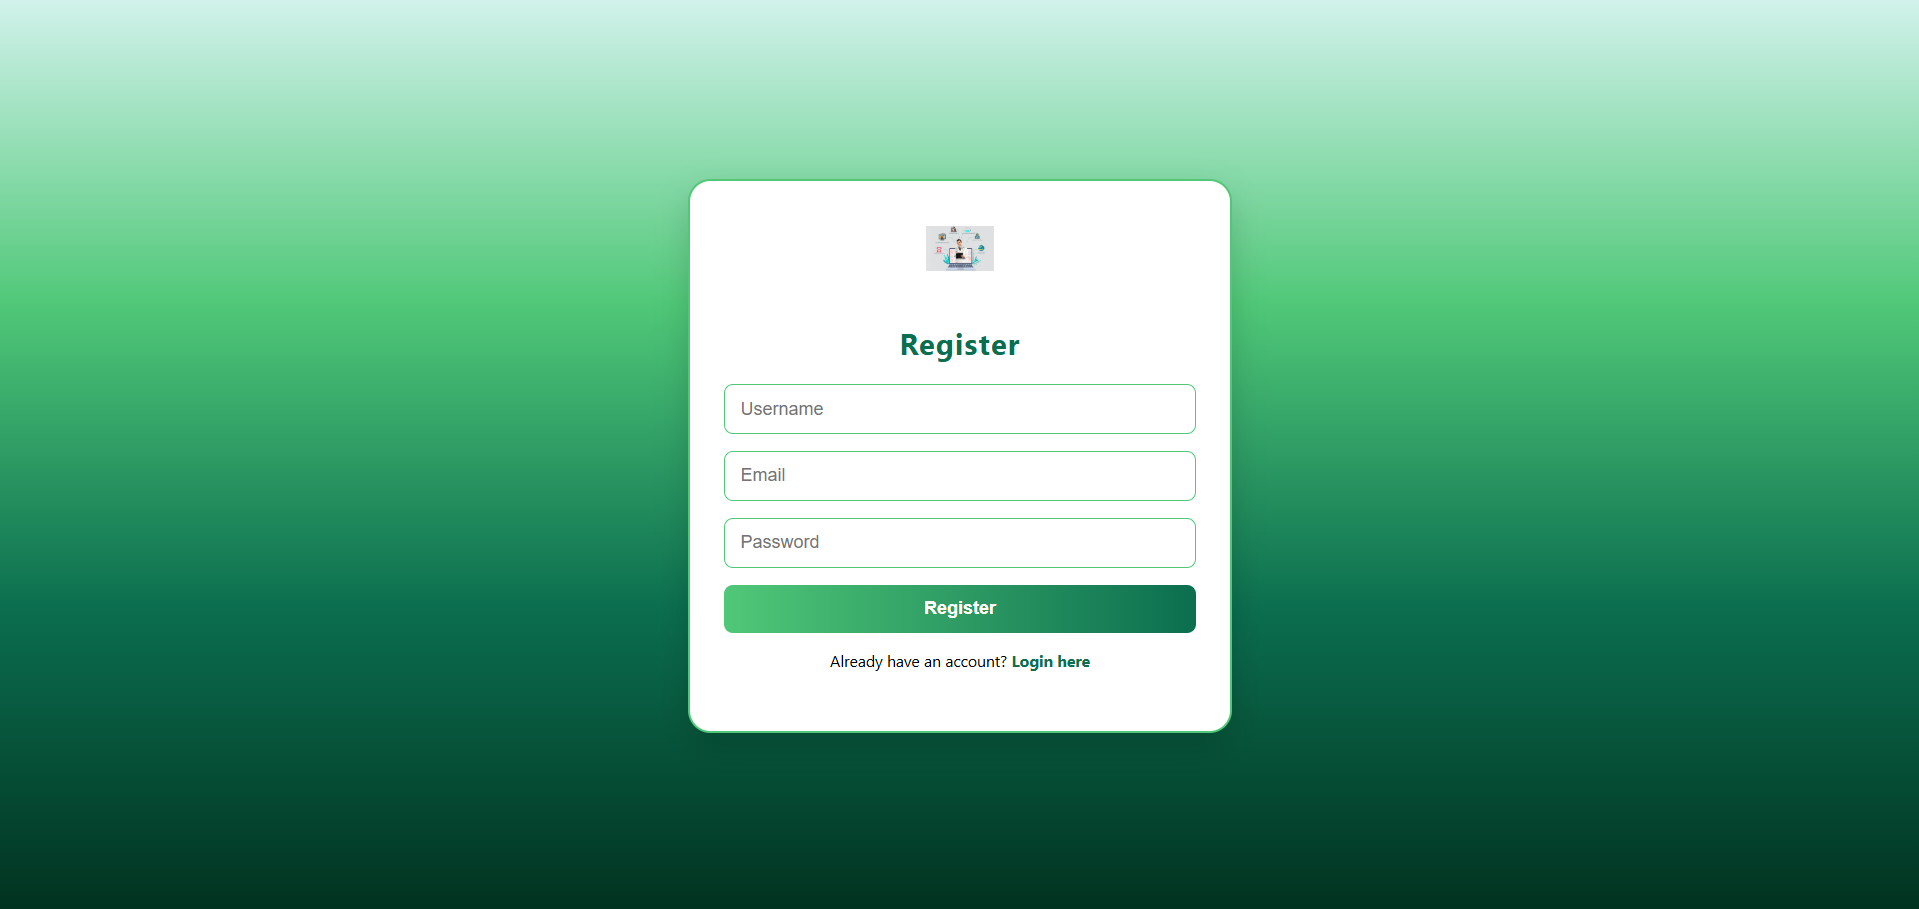 Register
Username
Email
Password
Register
Already have an account? Login here